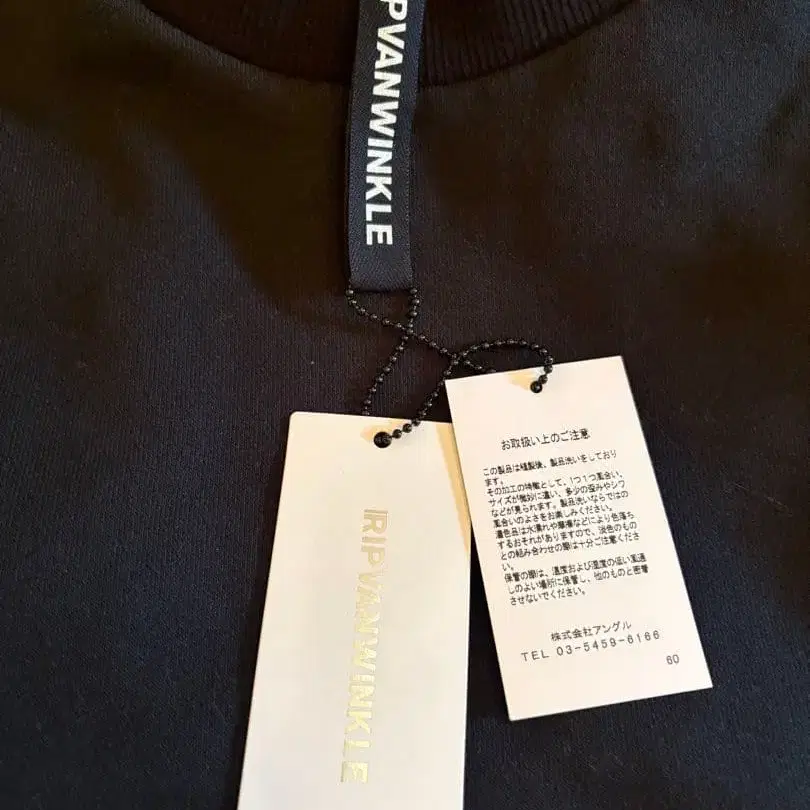 PVANWINKLE
RIPVANWINKLE
お取扱い上のご注意
この製品は縫製後、製品洗いをしており
ます。
その加工の特徴として、1つ1つ風合い、
サイズが微妙に違い、多少の歪みやシワ
などが見られます。製品洗いならではの
風合いのよさをお楽しみください。
濃色品は水濡れや摩擦などにより色落ち
するおそれがありますので、淡色のもの
との組み合わせの際は十分ご注意くださ
い。
保管の際は、温度および湿度の低い風通
しのよい場所に保管し、他のものと密着
させないでください。
株式会社アングル
TEL 03-5459-6166
60